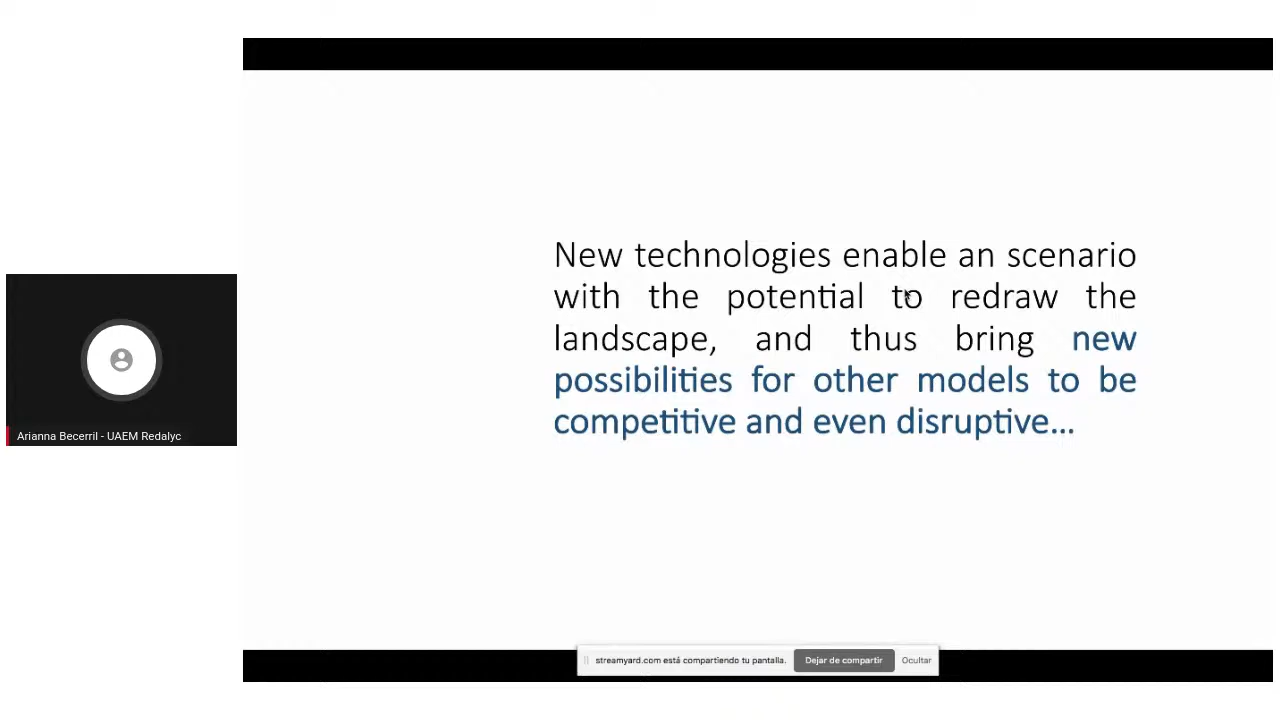 New technologies enable an scenario
with the potential to redraw the
landscape, and thus bring new
possibilities for other models to be
competitive and even disruptive...
Arianna Becerril - UAEM Redalyc
streamyard.com está compartiendo tu pantalla.
Dejar de compartir
Ocultar